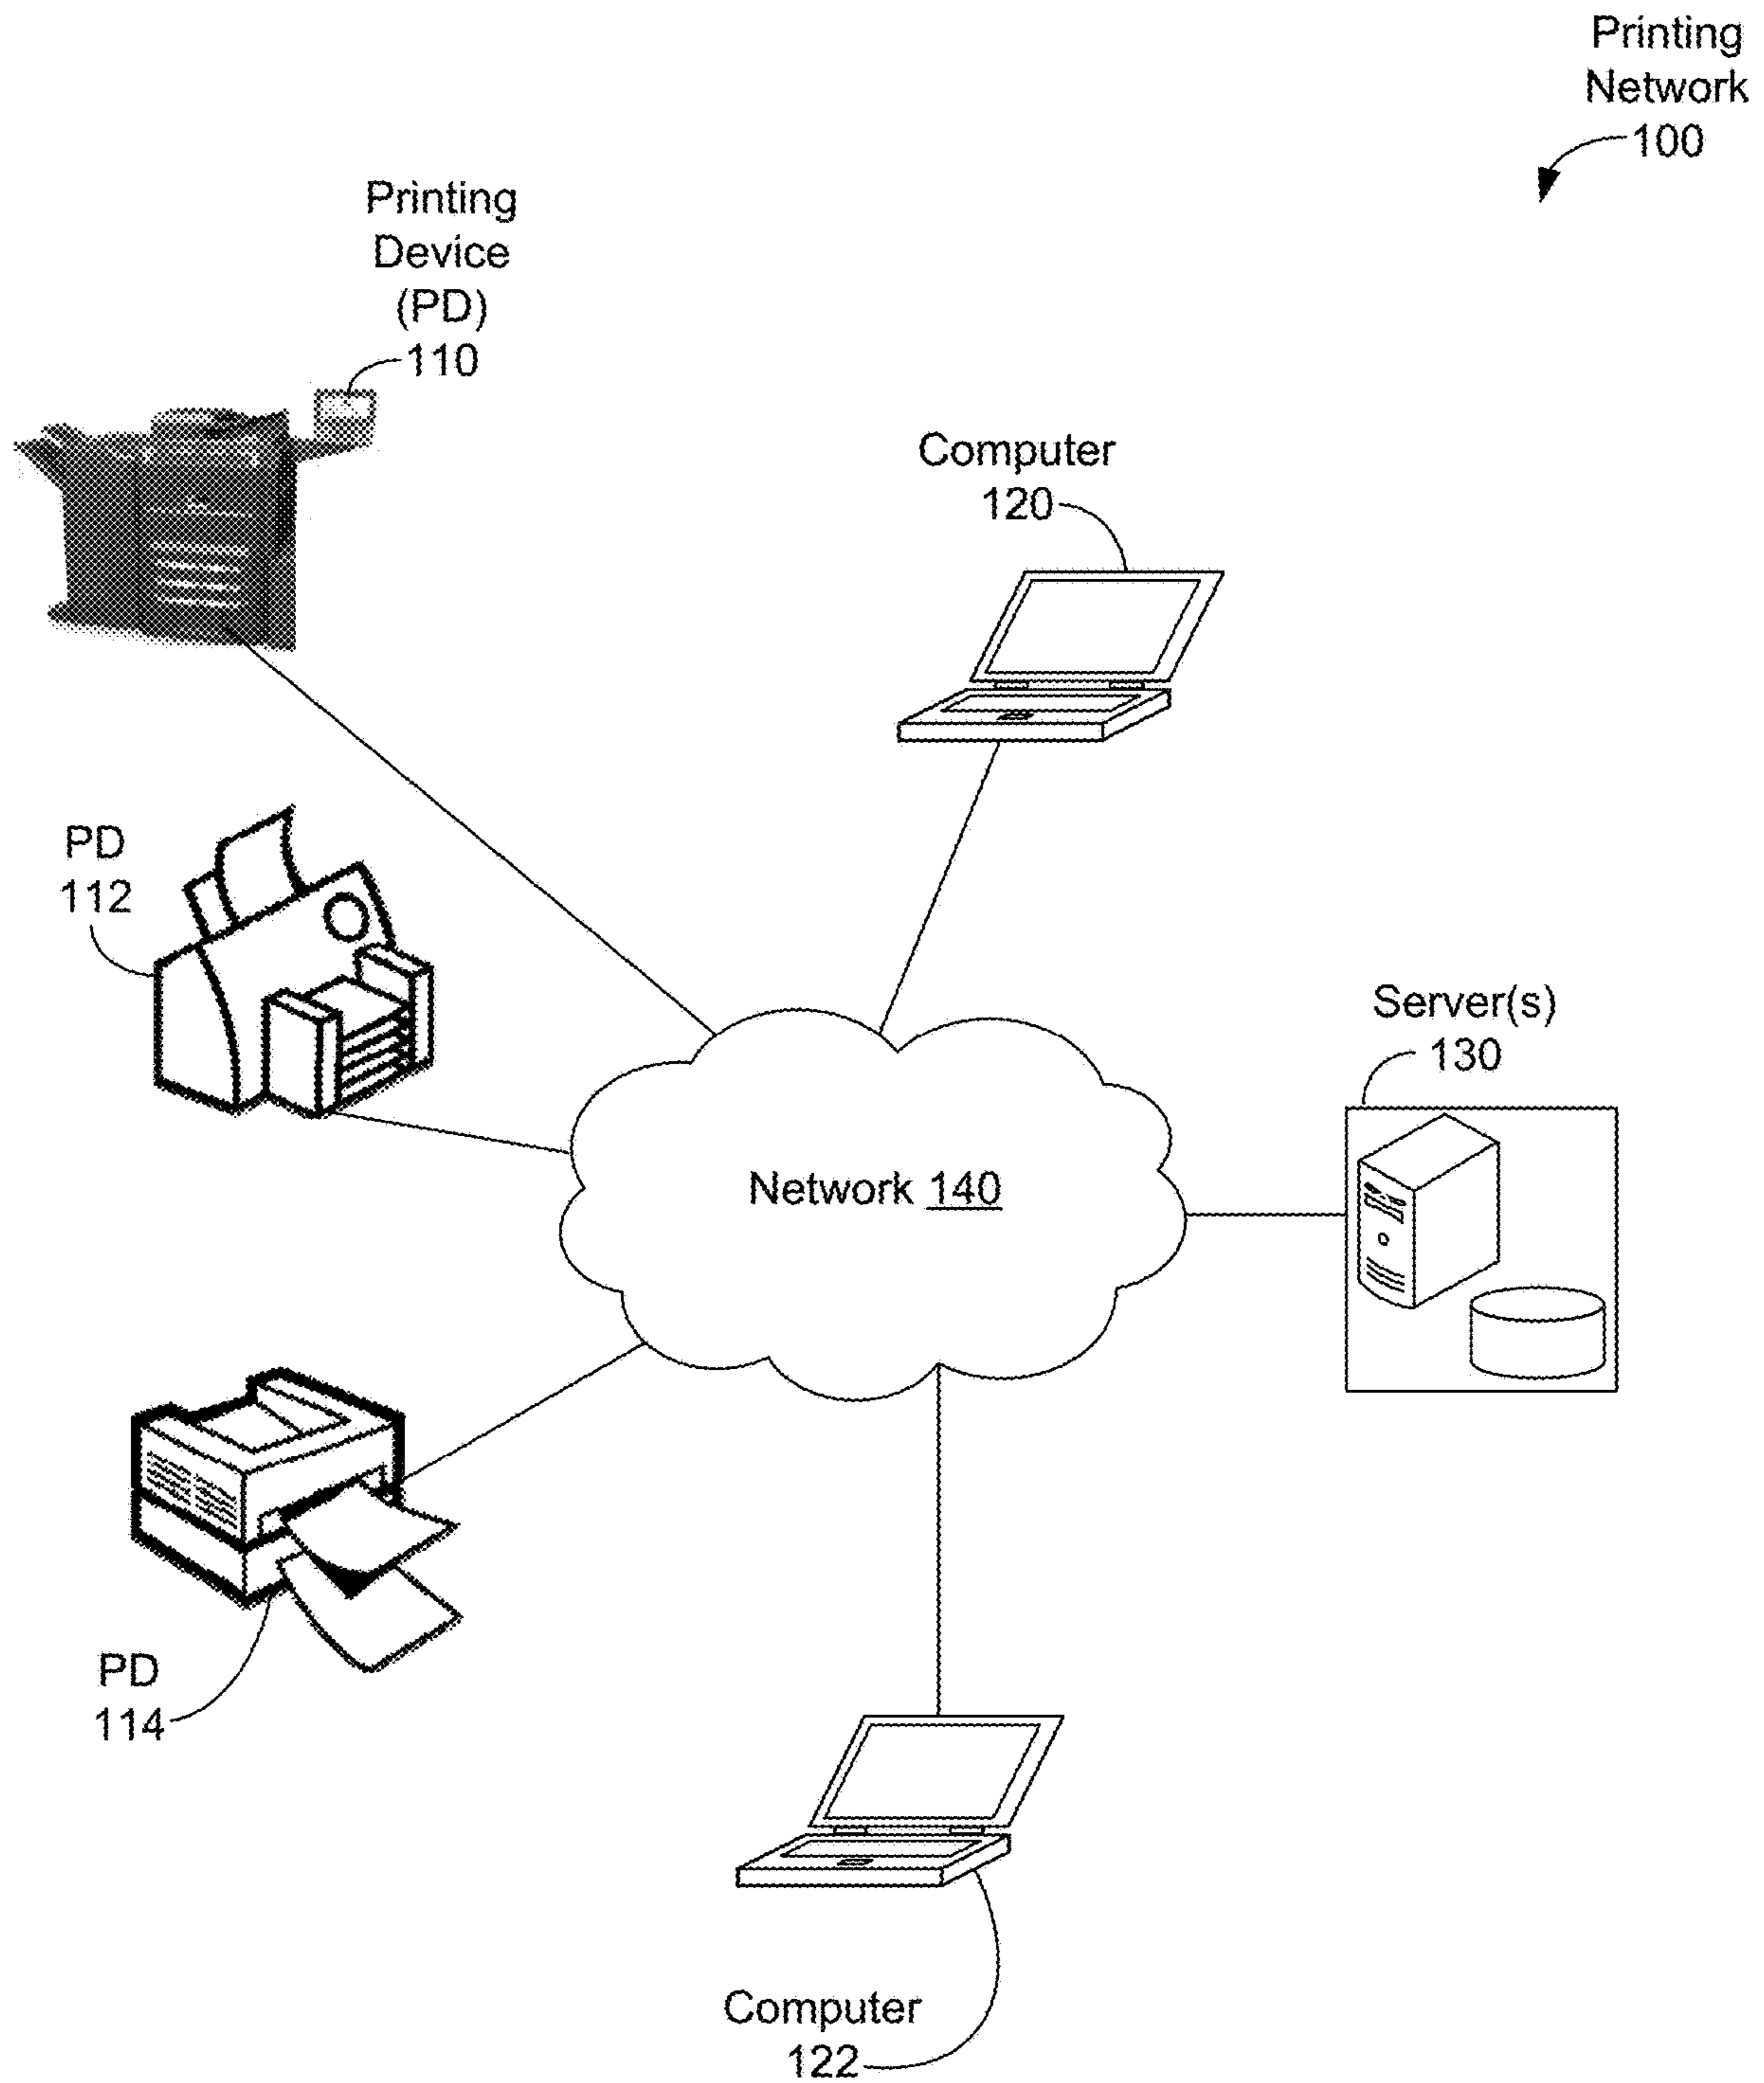 Printing
Network
100
Printing
Device
(PD)
110
Computer
120
PD
112
Server(s)
130
Network 140
PD
114
Computer
122